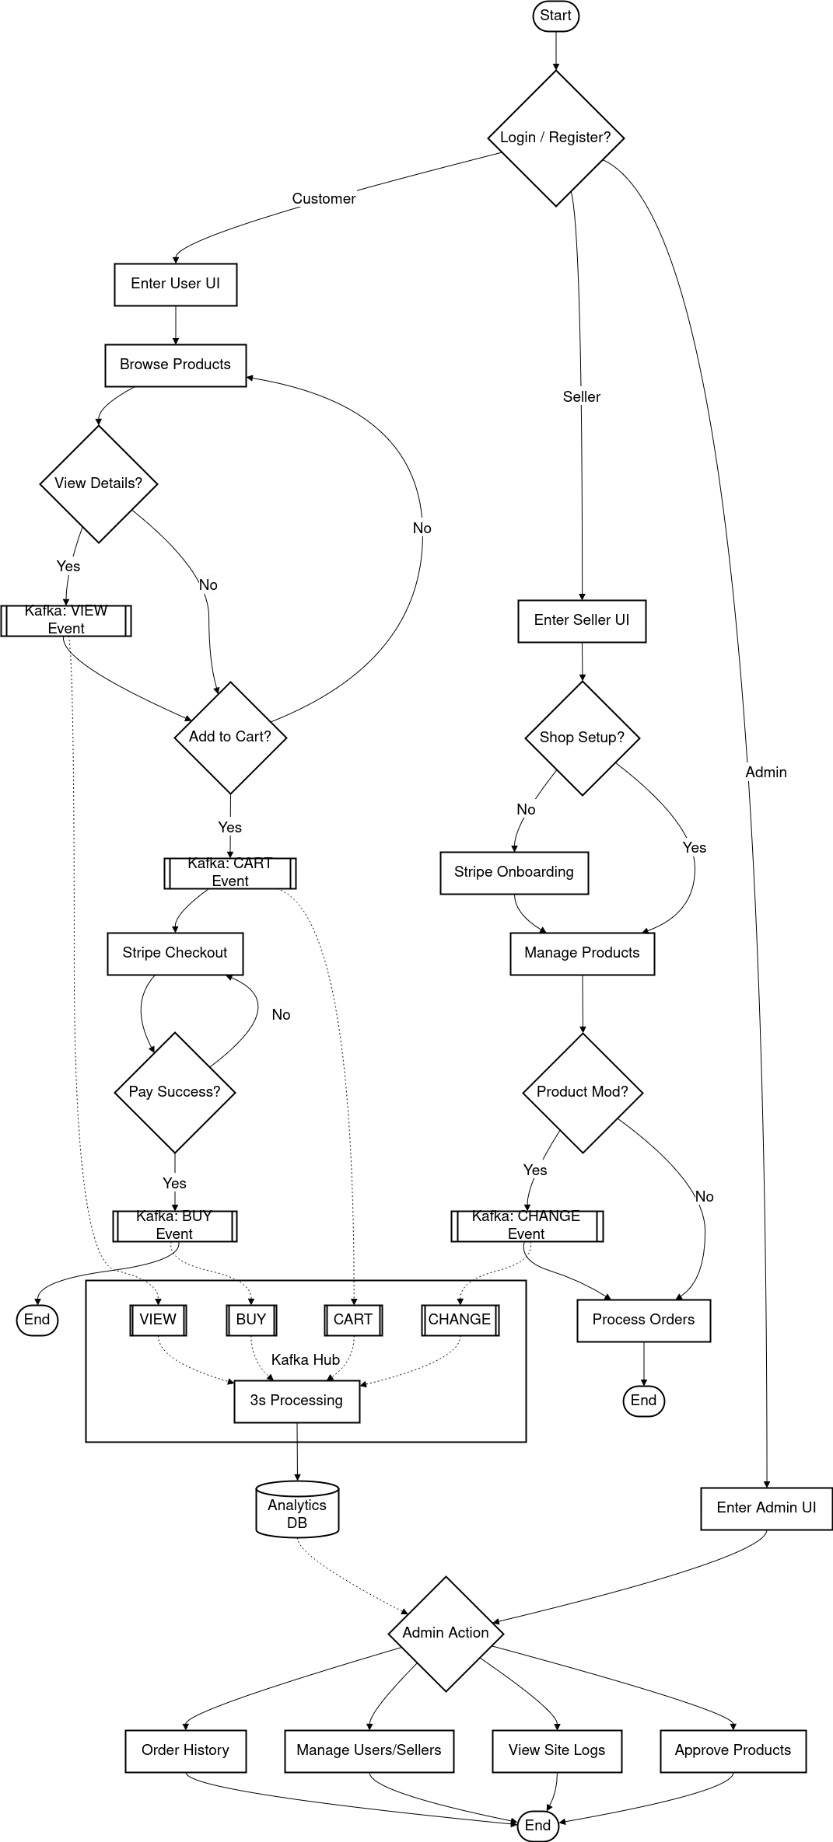 Start
Login / Register?
Customer
Enter User UI
Browse Products
Seller
View Details?
No
Yes
No
Kafka: VIEW
Event
Enter Seller UI
Add to Cart?
Shop Setup?
Admin
No
Yes
Yes
Kafka: CART
Event
Stripe Onboarding
Stripe Checkout
Manage Products
No
Pay Success?
Product Mod?
Yes
Yes
No
Kafka: BUY
Event
Kafka: CHANGE
Event
End
VIEW
BUY
CART
CHANGE
Process Orders
Kafka Hub
3s Processing
End
Analytics
DB
Enter Admin UI
Admin Action
Order History
Manage Users/Sellers
View Site Logs
Approve Products
End